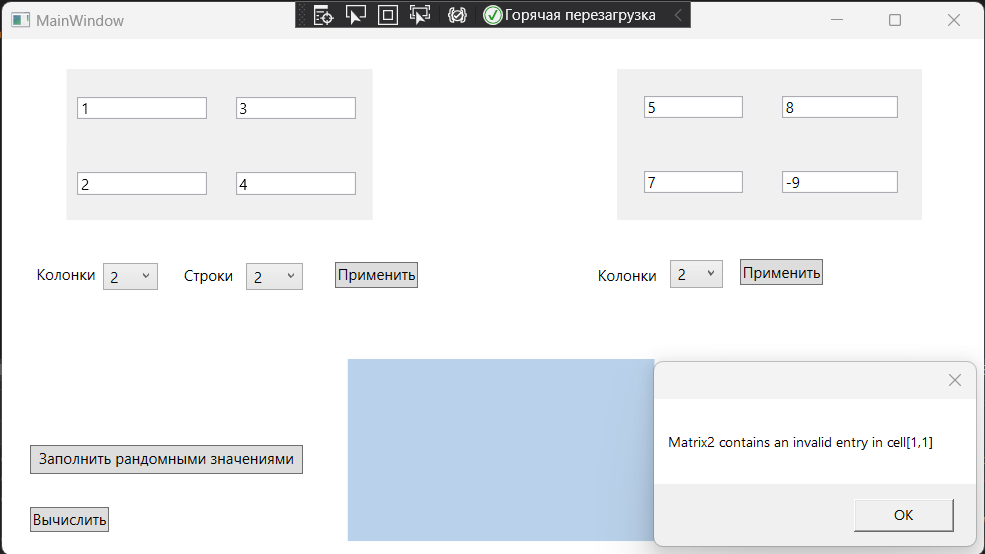 MainWindow
Горячая перезагрузка
1 3
5 8
2 4
7 -9
Колонки 2 Строки 2 Применить
Колонки 2 Применить
Matrix2 contains an invalid entry in cell[1,1]
Заполнить рандомными значениями
OK
Вычислить